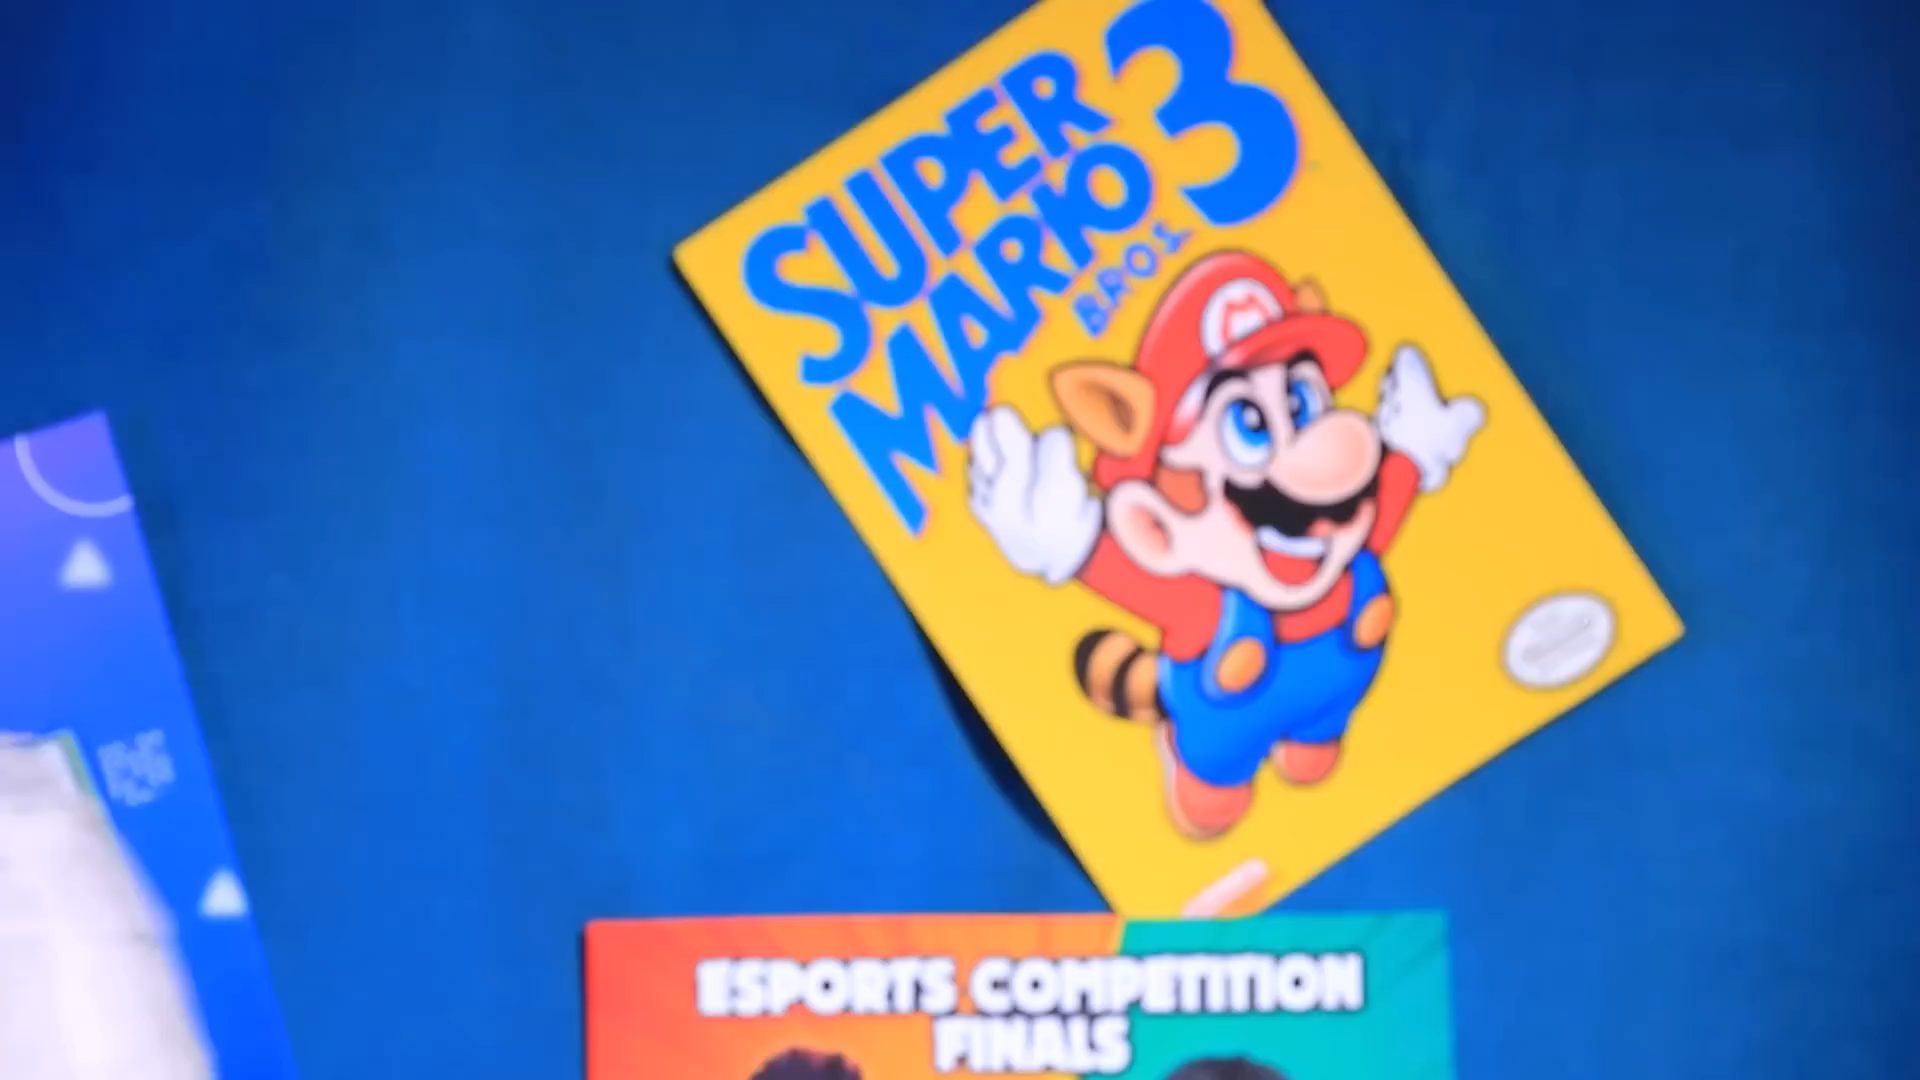 SUPER
MARIO
BROS.
3
M
ESPORTS COMPETITION
FINALS